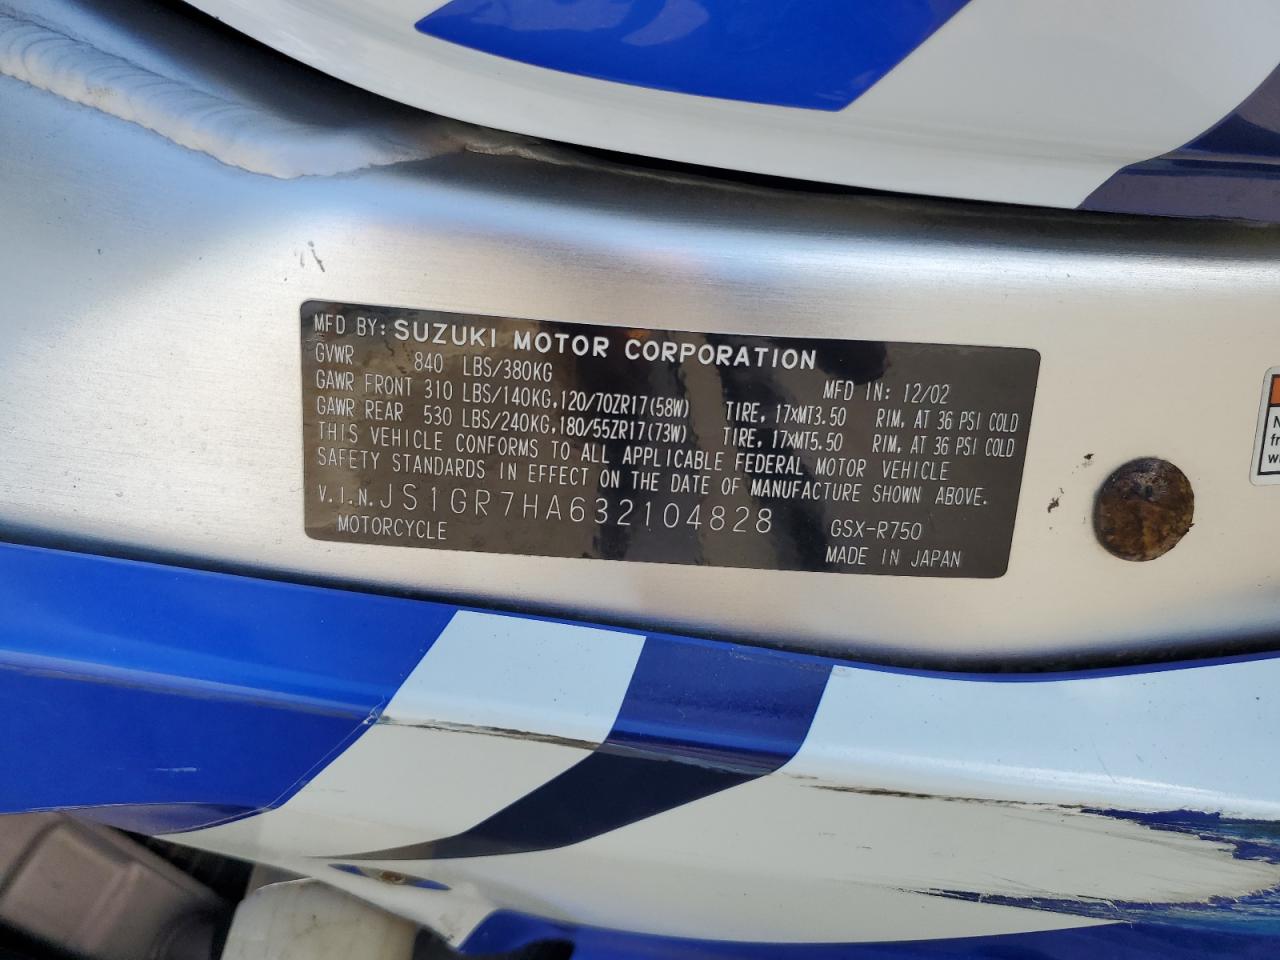 MFD BY: SUZUKI MOTOR CORPORATION
GVWR 840 LBS/380KG MFD IN: 12/02
GAWR FRONT 310 LBS/140KG,120/70ZR17(58W) TIRE, 17xMT3.50 RIM, AT 36 PSI COLD
GAWR REAR 530 LBS/240KG,180/55ZR17(73W) TIRE, 17xMT5.50 RIM, AT 36 PSI COLD
THIS VEHICLE CONFORMS TO ALL APPLICABLE FEDERAL MOTOR VEHICLE
SAFETY STANDARDS IN EFFECT ON THE DATE OF MANUFACTURE SHOWN ABOVE.
V.I.N. JS1GR7HA632104828 GSX-R750
MOTORCYCLE MADE IN JAPAN